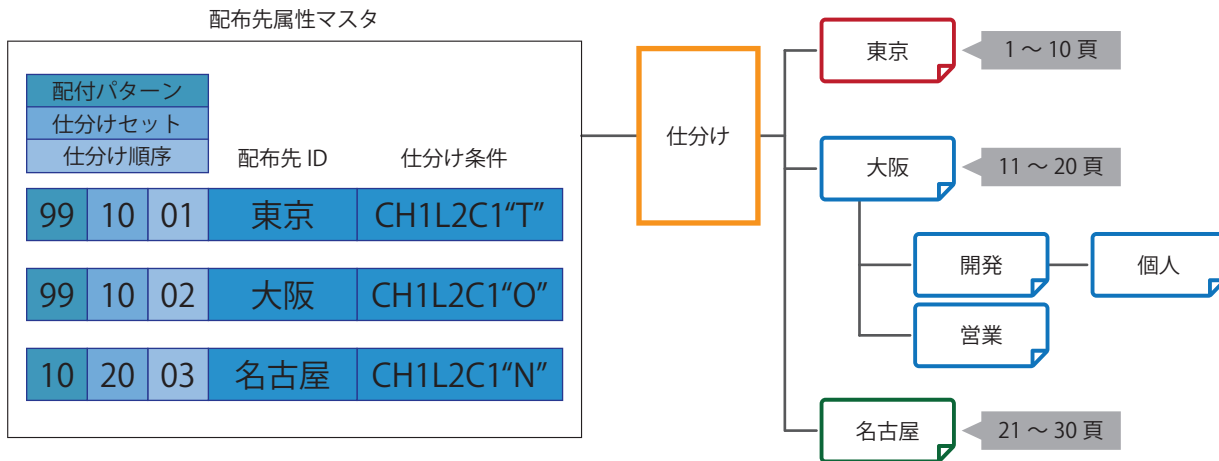 配布先属性マスタ
配付パターン
仕分けセット
仕分け順序
配布先 ID
仕分け条件
99 10 01 東京 CH1L2C1“T”
99 10 02 大阪 CH1L2C1“O”
10 20 03 名古屋 CH1L2C1“N”
仕分け
東京
1 〜 10 頁
大阪
11 〜 20 頁
開発
個人
営業
名古屋
21 〜 30 頁